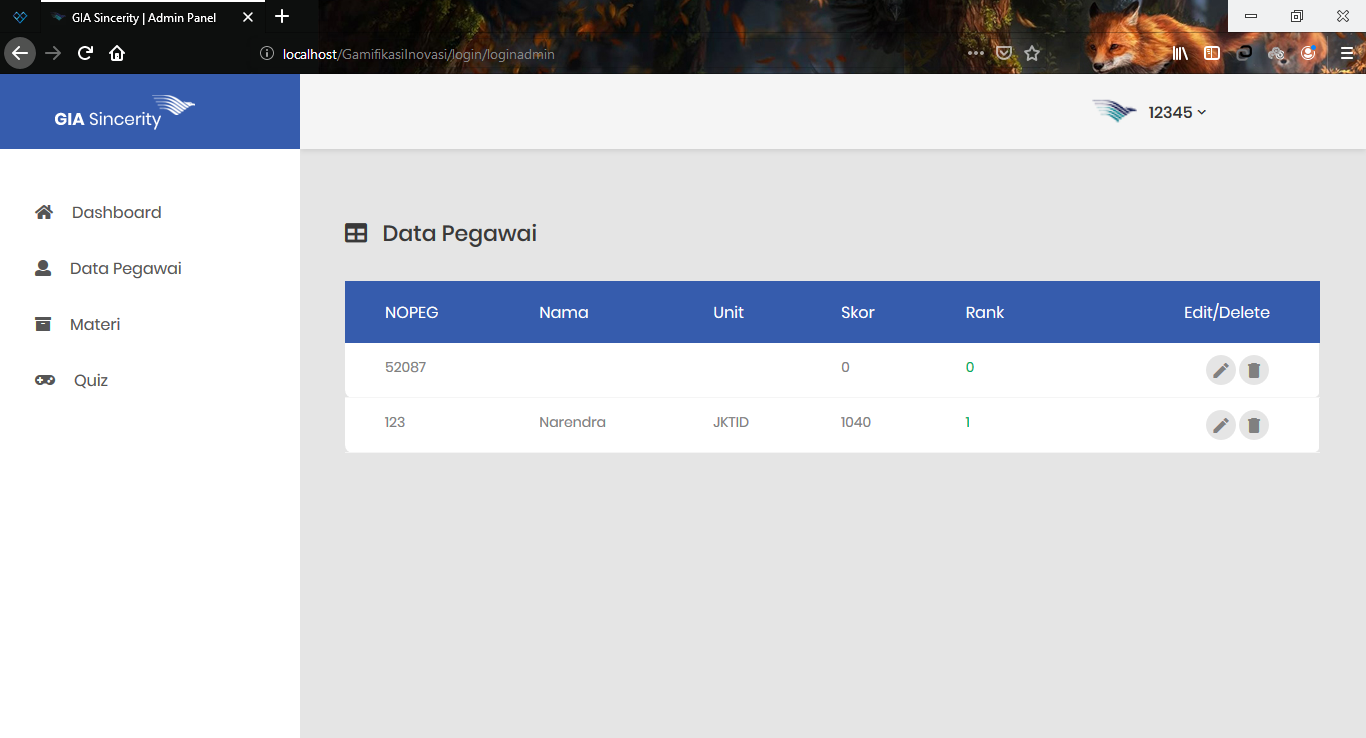 GIA Sincerity | Admin Panel
localhost/GamifikasiInovasi/login/loginadmin
GIA Sincerity
12345
Dashboard
Data Pegawai
Materi
Quiz
Data Pegawai
NOPEG Nama Unit Skor Rank Edit/Delete
52087 0 0
123 Narendra JKTID 1040 1